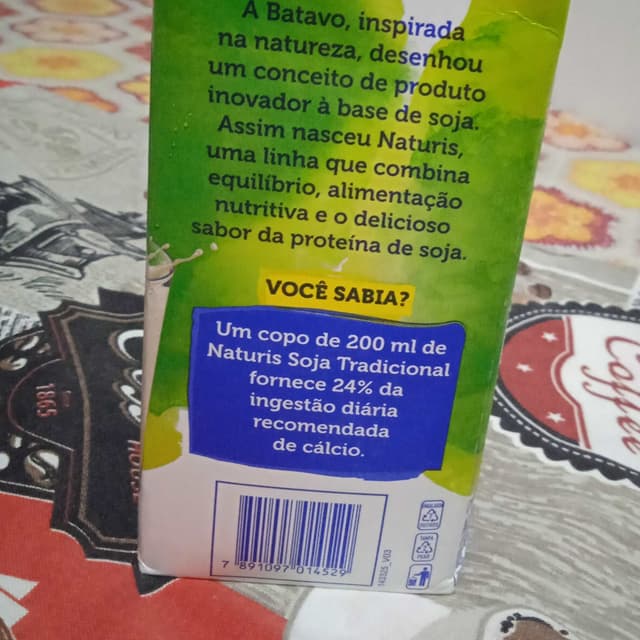 A Batavo, inspirada
na natureza, desenhou
um conceito de produto
inovador à base de soja.
Assim nasceu Naturis,
uma linha que combina
equilíbrio, alimentação
nutritiva e o delicioso
sabor da proteína de soja.
VOCÊ SABIA?
Um copo de 200 ml de
Naturis Soja Tradicional
fornece 24% da
ingestão diária
recomendada
de cálcio.
7 891097 014529
143325_V03
TAMPA
Coffee
1865